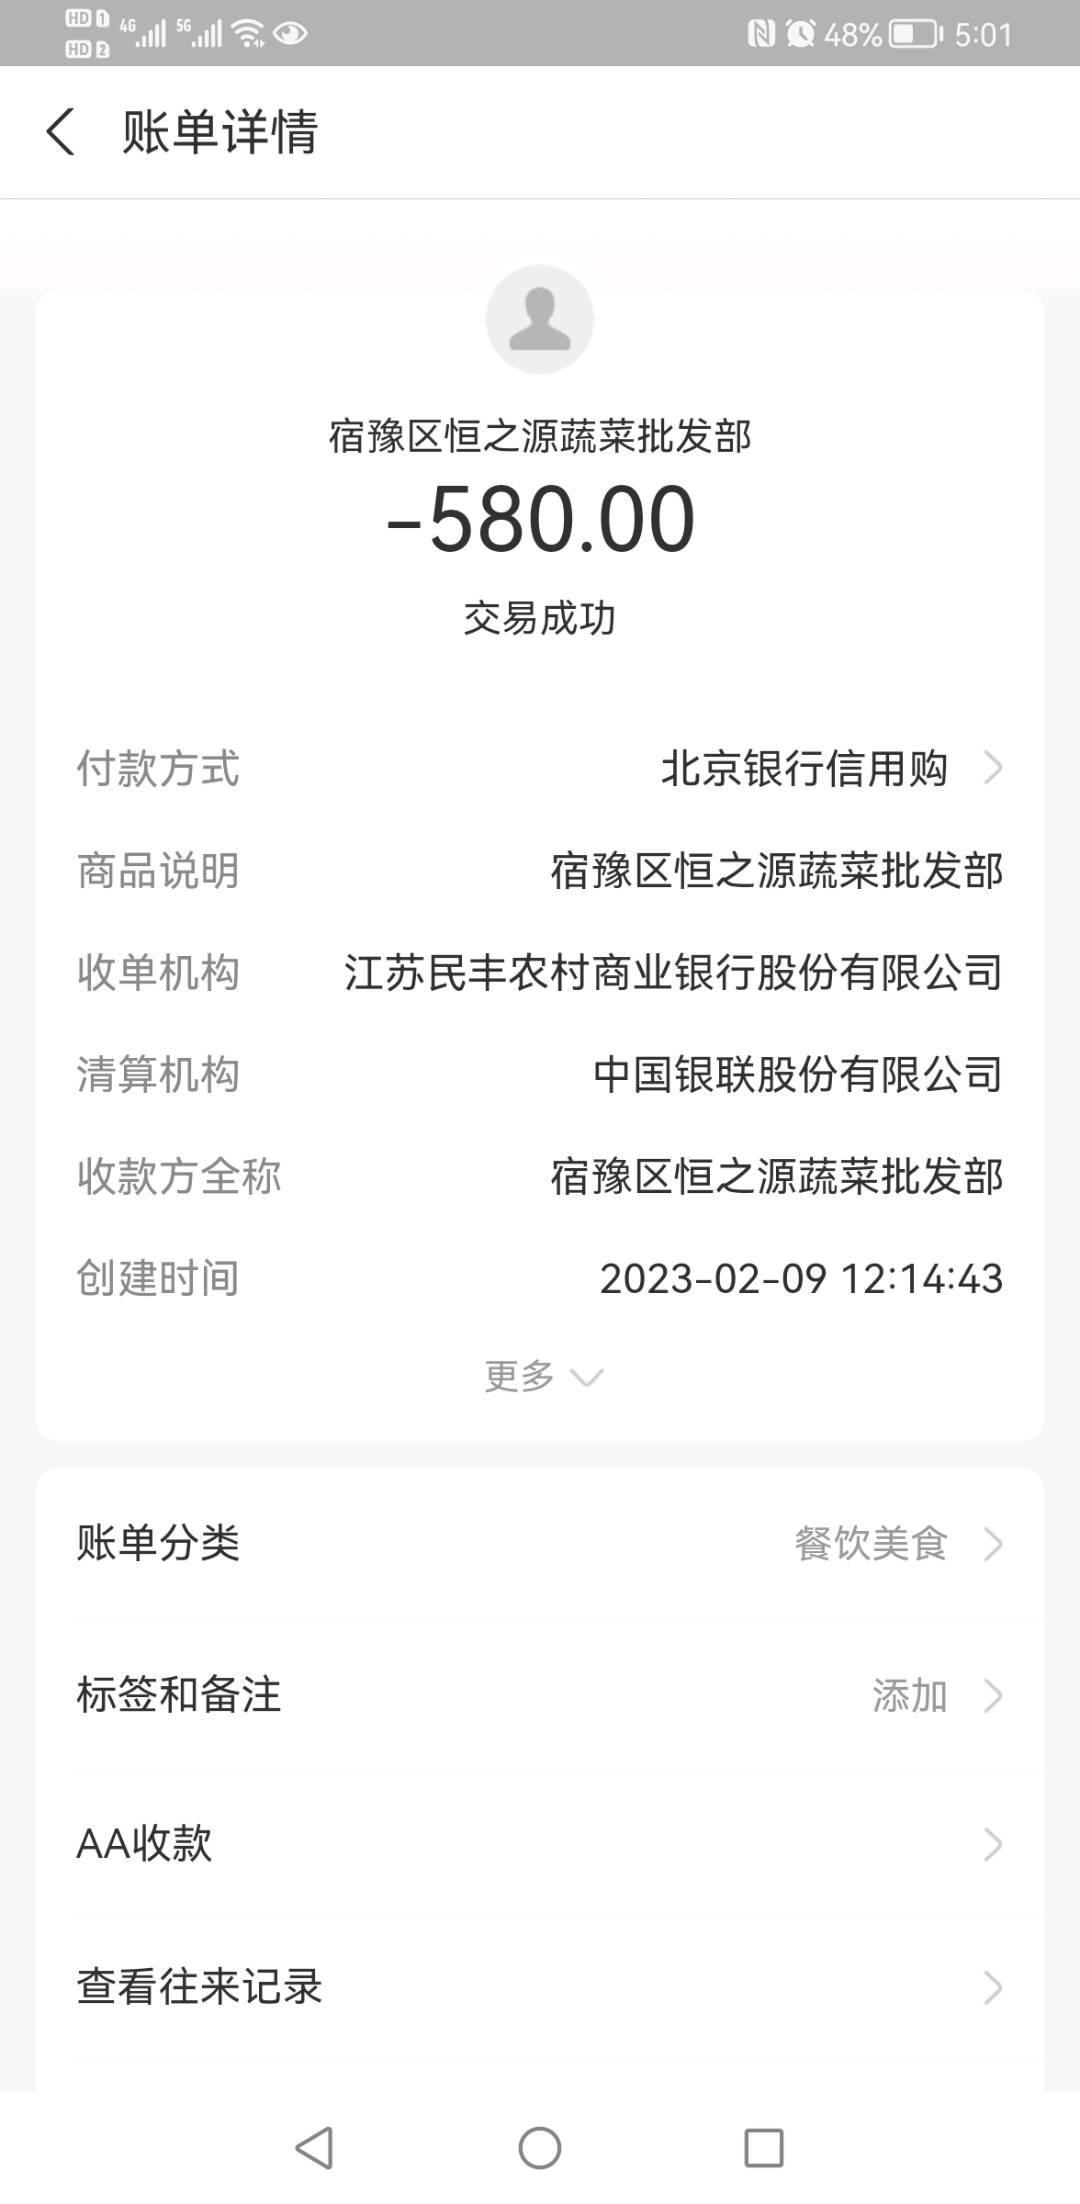 HD 1 4G 5G 48% 5:01
HD 2
账单详情
宿豫区恒之源蔬菜批发部
-580.00
交易成功
付款方式 北京银行信用购
商品说明 宿豫区恒之源蔬菜批发部
收单机构 江苏民丰农村商业银行股份有限公司
清算机构 中国银联股份有限公司
收款方全称 宿豫区恒之源蔬菜批发部
创建时间 2023-02-09 12:14:43
更多
账单分类 餐饮美食
标签和备注 添加
AA收款
查看往来记录